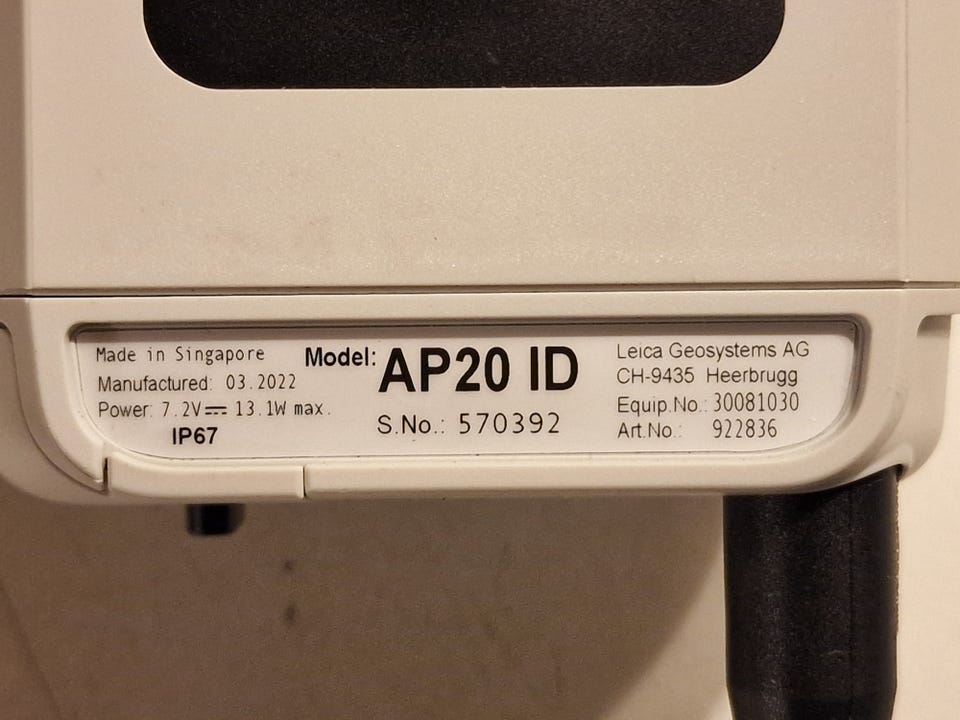 Made in Singapore
Manufactured: 03.2022
Power: 7.2V⎓ 13.1W max.
IP67
Model: AP20 ID
S.No.: 570392
Leica Geosystems AG
CH-9435 Heerbrugg
Equip.No.: 30081030
Art.No.: 922836